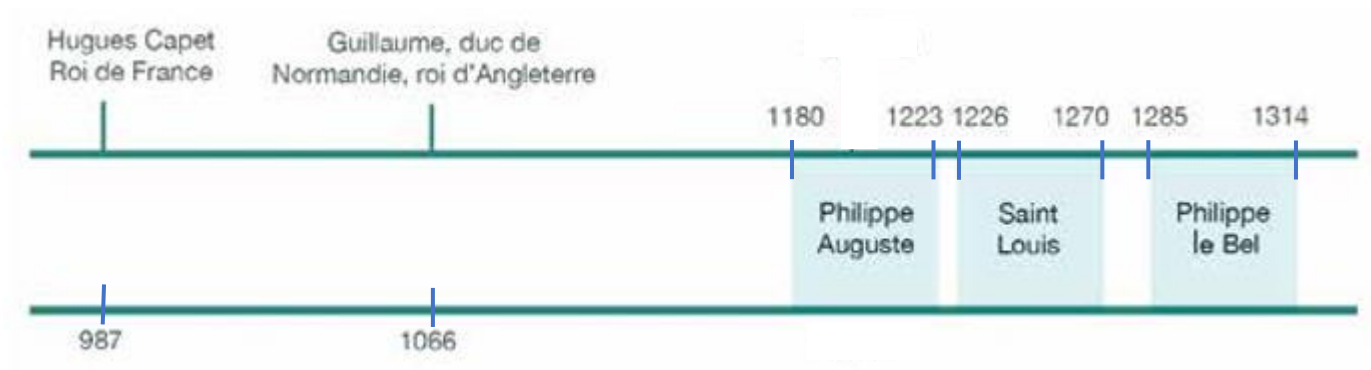 Hugues Capet
Roi de France
Guillaume, duc de
Normandie, roi d'Angleterre
1180 1223 1226 1270 1285 1314
Philippe
Auguste
Saint
Louis
Philippe
le Bel
987 1066